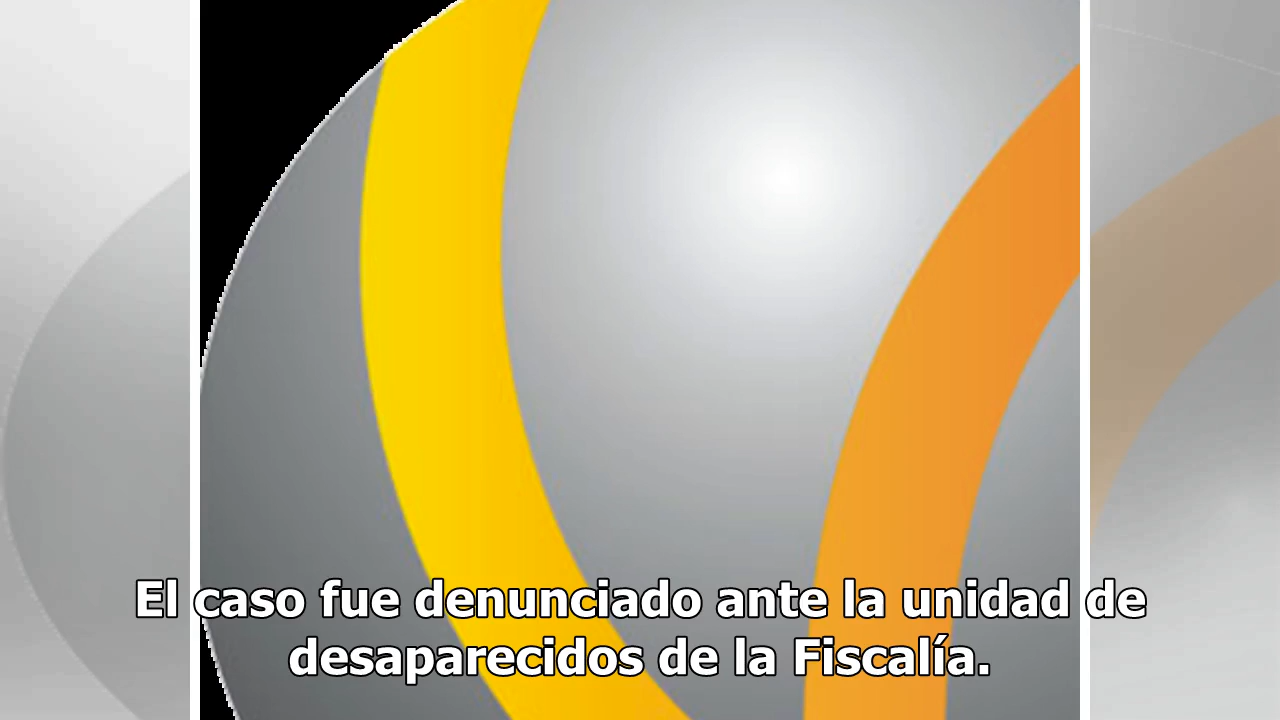 El caso fue denunciado ante la unidad de
desaparecidos de la Fiscalía.